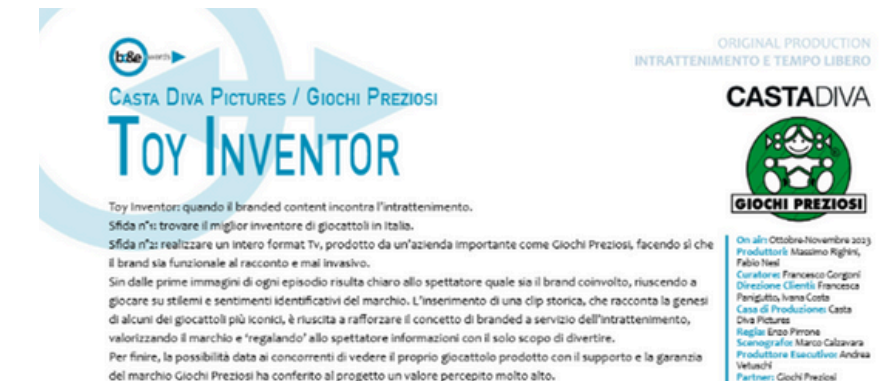 b&e
ORIGINAL PRODUCTION
INTRATTENIMENTO E TEMPO LIBERO
CASTA DIVA PICTURES / GIOCHI PREZIOSI
TOY INVENTOR
CASTADIVA
GIOCHI PREZIOSI
Toy Inventor: quando il branded content incontra l'intrattenimento.
Sfida n°1: trovare il miglior inventore di giocattoli in Italia.
Sfida n°2: realizzare un intero format Tv, prodotto da un'azienda importante come Giochi Preziosi, facendo sì che
il brand sia funzionale al racconto e mai invasivo.
Sin dalle prime immagini di ogni episodio risulta chiaro allo spettatore quale sia il brand coinvolto, riuscendo a
giocare su stilemi e sentimenti identificativi del marchio. L'inserimento di una clip storica, che racconta la genesi
di alcuni dei giocattoli più iconici, è riuscita a rafforzare il concetto di branded a servizio dell'intrattenimento,
valorizzando il marchio e 'regalando' allo spettatore informazioni con il solo scopo di divertire.
Per finire, la possibilità data ai concorrenti di vedere il proprio giocattolo prodotto con il supporto e la garanzia
del marchio Giochi Preziosi ha conferito al progetto un valore percepito molto alto.
On air: Ottobre-Novembre 2023
Produttori: Massimo Righini,
Fabio Nesi
Curatore: Francesco Gorgoni
Direzione Clienti: Francesca
Panigutto, Ivana Costa
Casa di Produzione: Casta
Diva Pictures
Regia: Enzo Pirrone
Scenografo: Marco Calzavara
Produttore Esecutivo: Andrea
Vetuschi
Partner: Giochi Preziosi